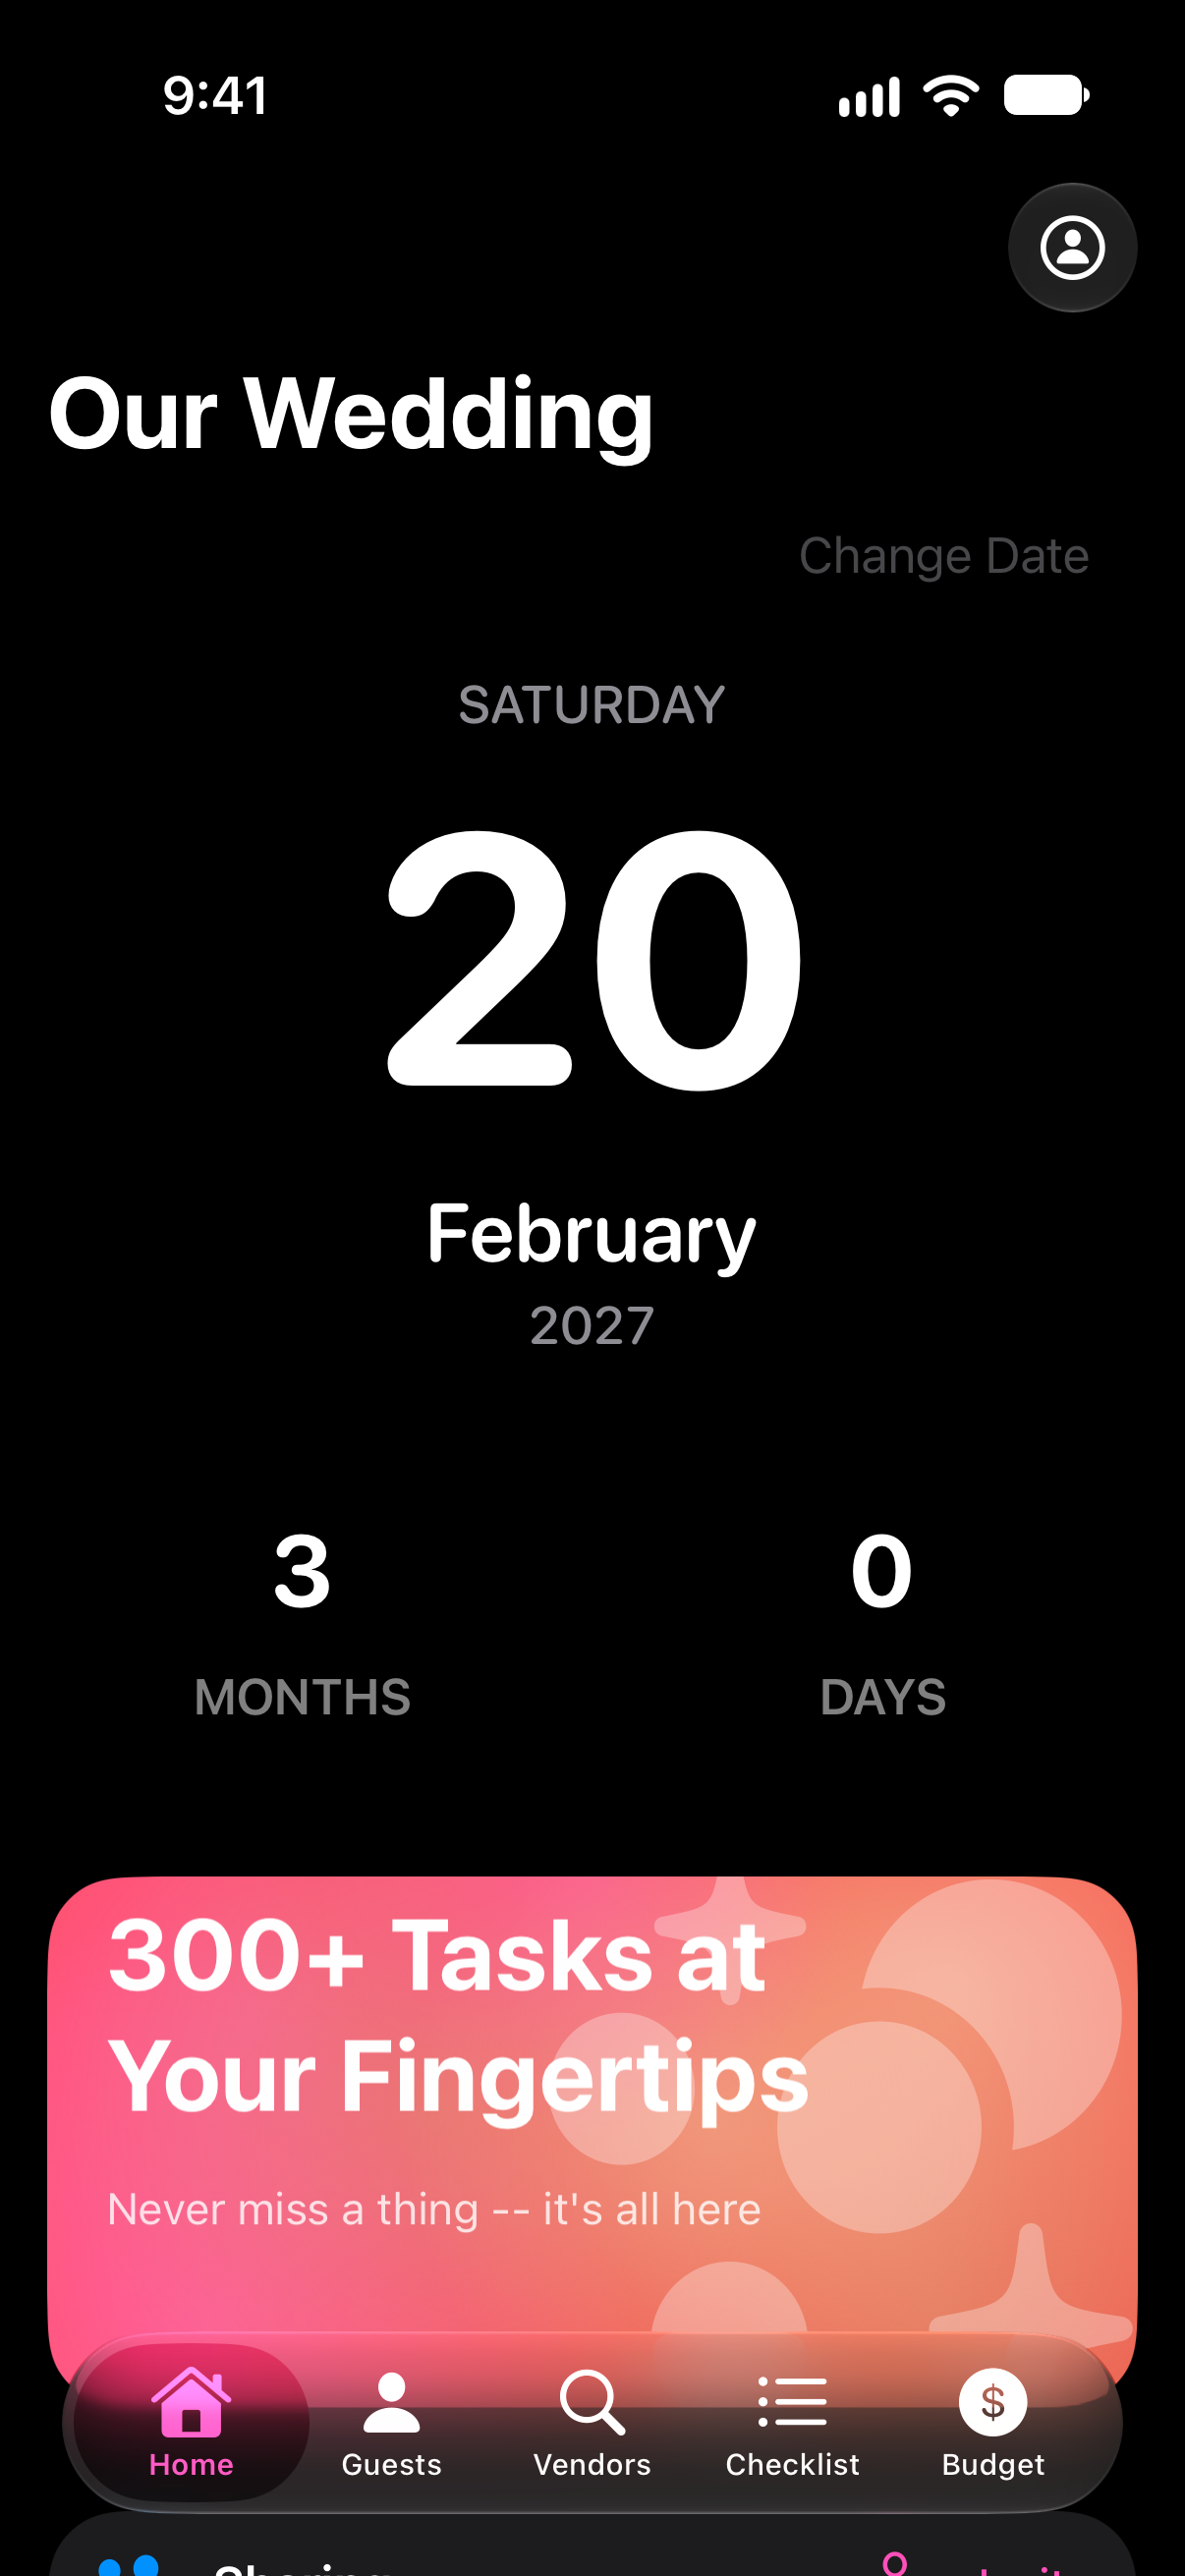 9:41
Our Wedding
Change Date
SATURDAY
20
February
2027
3
0
MONTHS
DAYS
300+ Tasks at
Your Fingertips
Never miss a thing -- it's all here
$
Home
Guests
Vendors
Checklist
Budget
Sharing